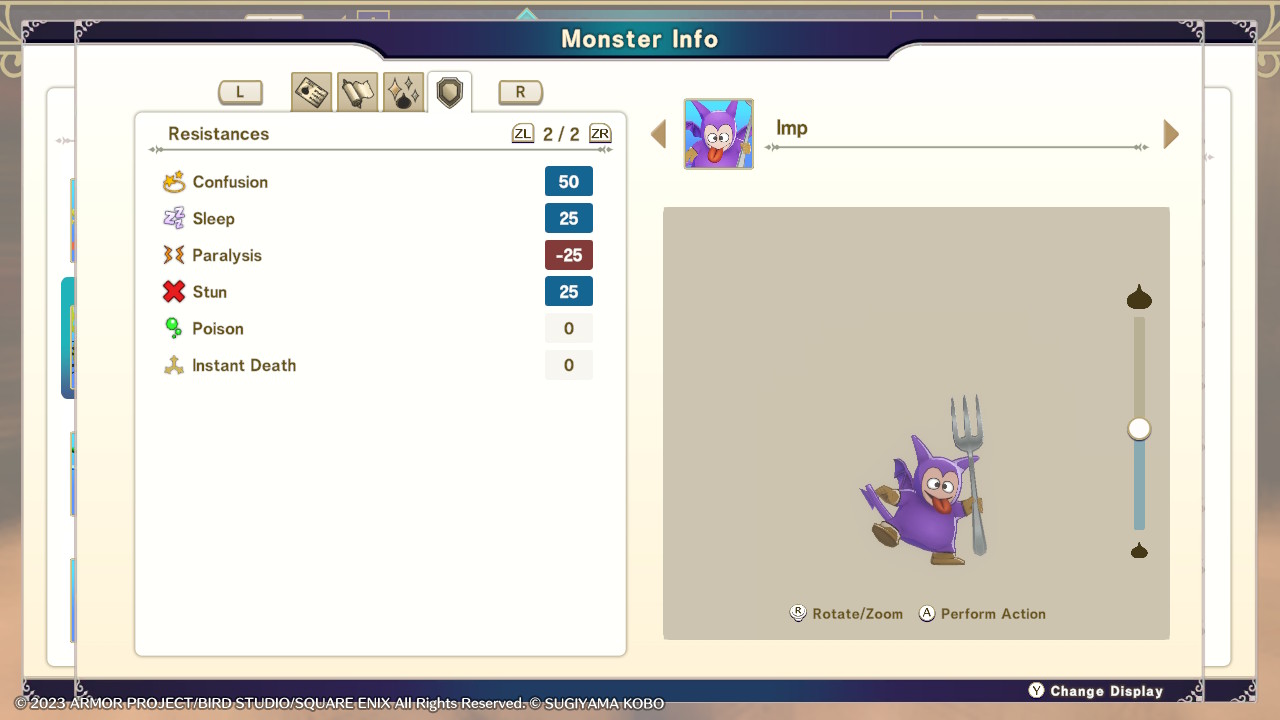 Monster Info
L
R
Resistances
ZL 2 / 2 ZR
Imp
Confusion 50
Sleep 25
Paralysis -25
Stun 25
Poison 0
Instant Death 0
R Rotate/Zoom A Perform Action
Y Change Display
© 2023 ARMOR PROJECT/BIRD STUDIO/SQUARE ENIX All Rights Reserved. © SUGIYAMA KOBO